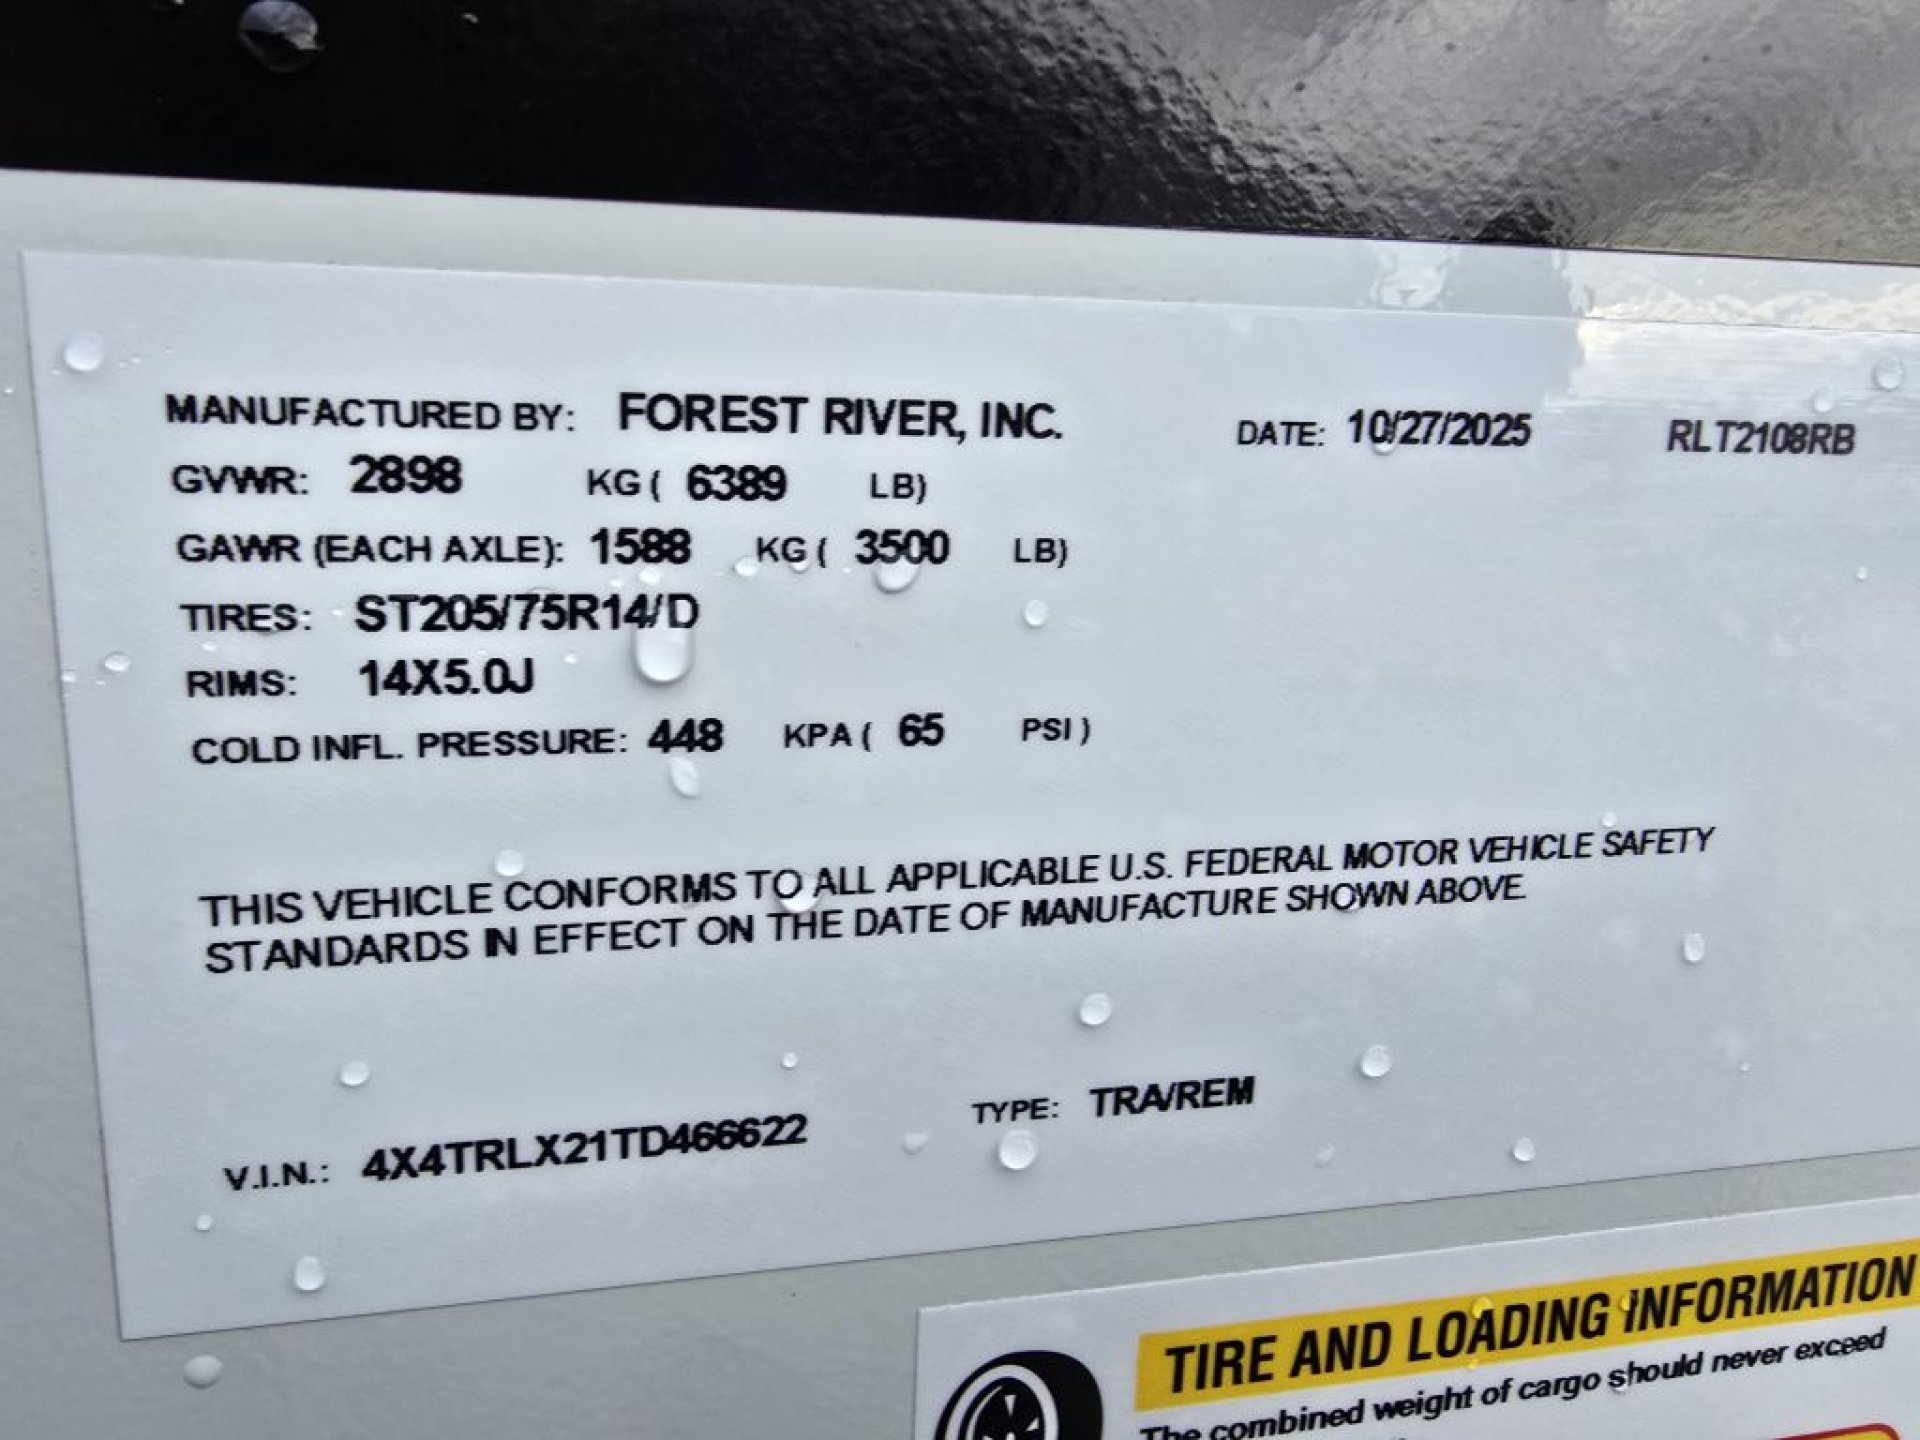 MANUFACTURED BY: FOREST RIVER, INC. DATE: 10/27/2025 RLT2108RB
GVWR: 2898 KG ( 6389 LB)
GAWR (EACH AXLE): 1588 KG ( 3500 LB)
TIRES: ST205/75R14/D
RIMS: 14X5.0J
COLD INFL. PRESSURE: 448 KPA ( 65 PSI )
THIS VEHICLE CONFORMS TO ALL APPLICABLE U.S. FEDERAL MOTOR VEHICLE SAFETY
STANDARDS IN EFFECT ON THE DATE OF MANUFACTURE SHOWN ABOVE.
V.I.N.: 4X4TRLX21TD466622 TYPE: TRA/REM
TIRE AND LOADING INFORMATION
The combined weight of cargo should never exceed